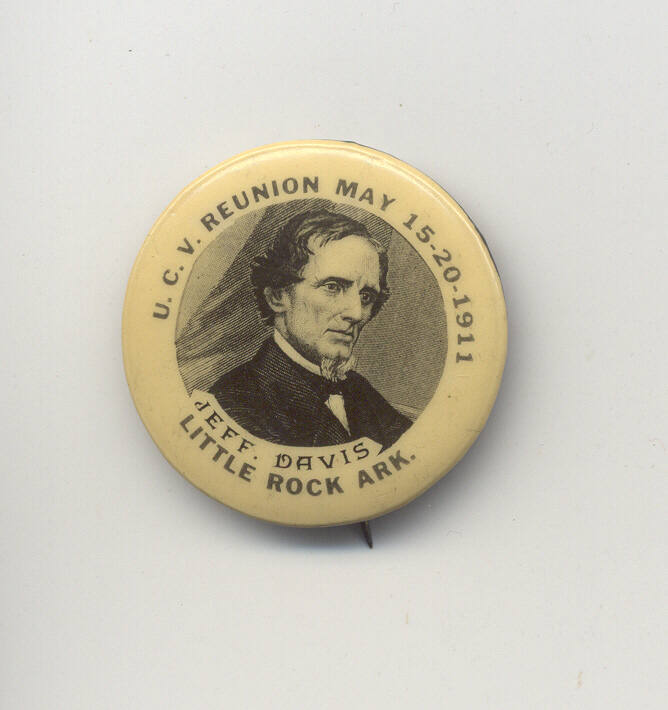 U. C. V. REUNION MAY 15-20-1911
JEFF. DAVIS
LITTLE ROCK ARK.